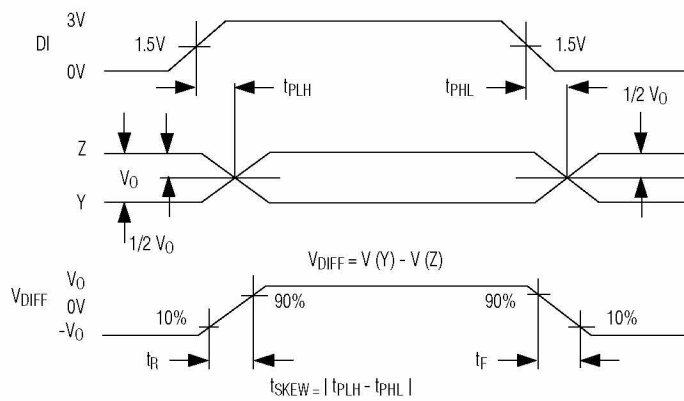 3V
DI
1.5V
1.5V
0V
tPLH
tPHL
1/2 VO
Z
VO
Y
1/2 VO
VDIFF = V (Y) - V (Z)
VO
VDIFF
0V
-VO
10%
90%
90%
10%
tR
tF
tSKEW = | tPLH - tPHL |